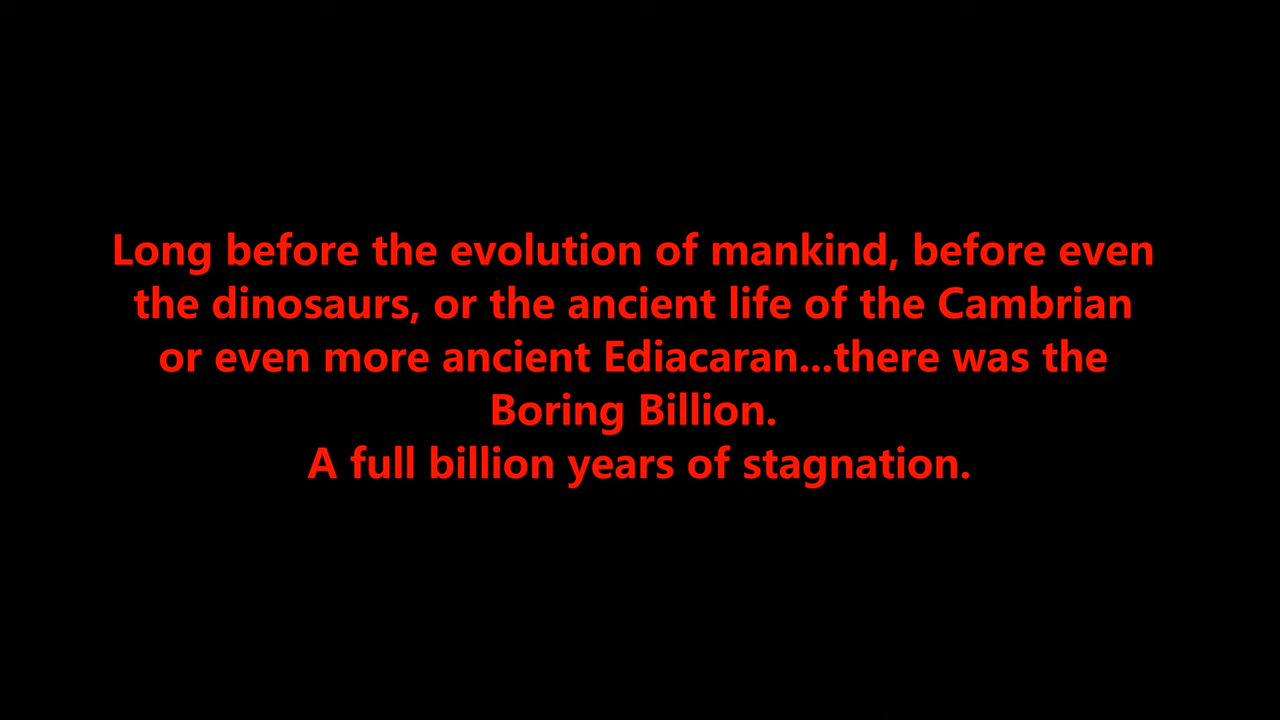 Long before the evolution of mankind, before even
the dinosaurs, or the ancient life of the Cambrian
or even more ancient Ediacaran...there was the
Boring Billion.
A full billion years of stagnation.